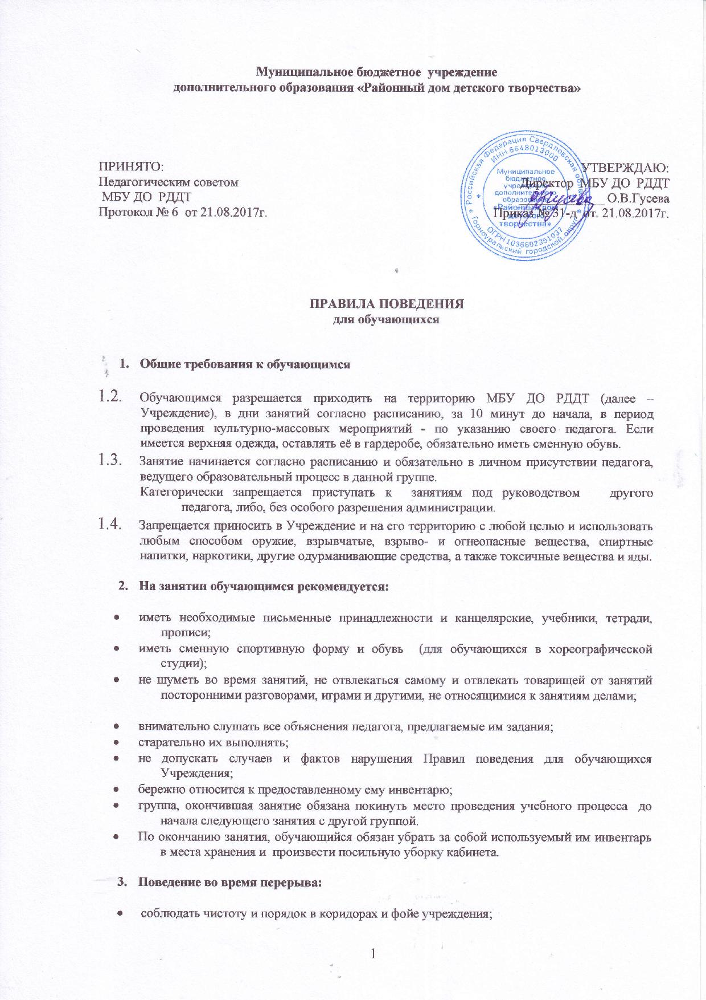 Муниципальное бюджетное учреждение
дополнительного образования «Районный дом детского творчества»
ПРИНЯТО:
Педагогическим советом
МБУ ДО РДДТ
Протокол № 6 от 21.08.2017г.
УТВЕРЖДАЮ:
Директор МБУ ДО РДДТ
О.В.Гусева
Приказ № 31-д от 21.08.2017г.
Российская Федерация Свердловская область
Горноуральский городской округ
ИНН 6648013000
ОГРН 1036602351037
Муниципальное
бюджетное
учреждение
дополнительного
образования
«Районный дом
детского
творчества»
ПРАВИЛА ПОВЕДЕНИЯ
для обучающихся
1. Общие требования к обучающимся
1.2. Обучающимся разрешается приходить на территорию МБУ ДО РДДТ (далее –
Учреждение), в дни занятий согласно расписанию, за 10 минут до начала, в период
проведения культурно-массовых мероприятий - по указанию своего педагога. Если
имеется верхняя одежда, оставлять её в гардеробе, обязательно иметь сменную обувь.
1.3. Занятие начинается согласно расписанию и обязательно в личном присутствии педагога,
ведущего образовательный процесс в данной группе.
Категорически запрещается приступать к занятиям под руководством другого
педагога, либо, без особого разрешения администрации.
1.4. Запрещается приносить в Учреждение и на его территорию с любой целью и использовать
любым способом оружие, взрывчатые, взрыво- и огнеопасные вещества, спиртные
напитки, наркотики, другие одурманивающие средства, а также токсичные вещества и яды.
2. На занятии обучающимся рекомендуется:
• иметь необходимые письменные принадлежности и канцелярские, учебники, тетради,
прописи;
• иметь сменную спортивную форму и обувь (для обучающихся в хореографической
студии);
• не шуметь во время занятий, не отвлекаться самому и отвлекать товарищей от занятий
посторонними разговорами, играми и другими, не относящимися к занятиям делами;
• внимательно слушать все объяснения педагога, предлагаемые им задания;
• старательно их выполнять;
• не допускать случаев и фактов нарушения Правил поведения для обучающихся
Учреждения;
• бережно относится к предоставленному ему инвентарю;
• группа, окончившая занятие обязана покинуть место проведения учебного процесса до
начала следующего занятия с другой группой.
• По окончанию занятия, обучающийся обязан убрать за собой используемый им инвентарь
в места хранения и произвести посильную уборку кабинета.
3. Поведение во время перерыва:
• соблюдать чистоту и порядок в коридорах и фойе учреждения;
1